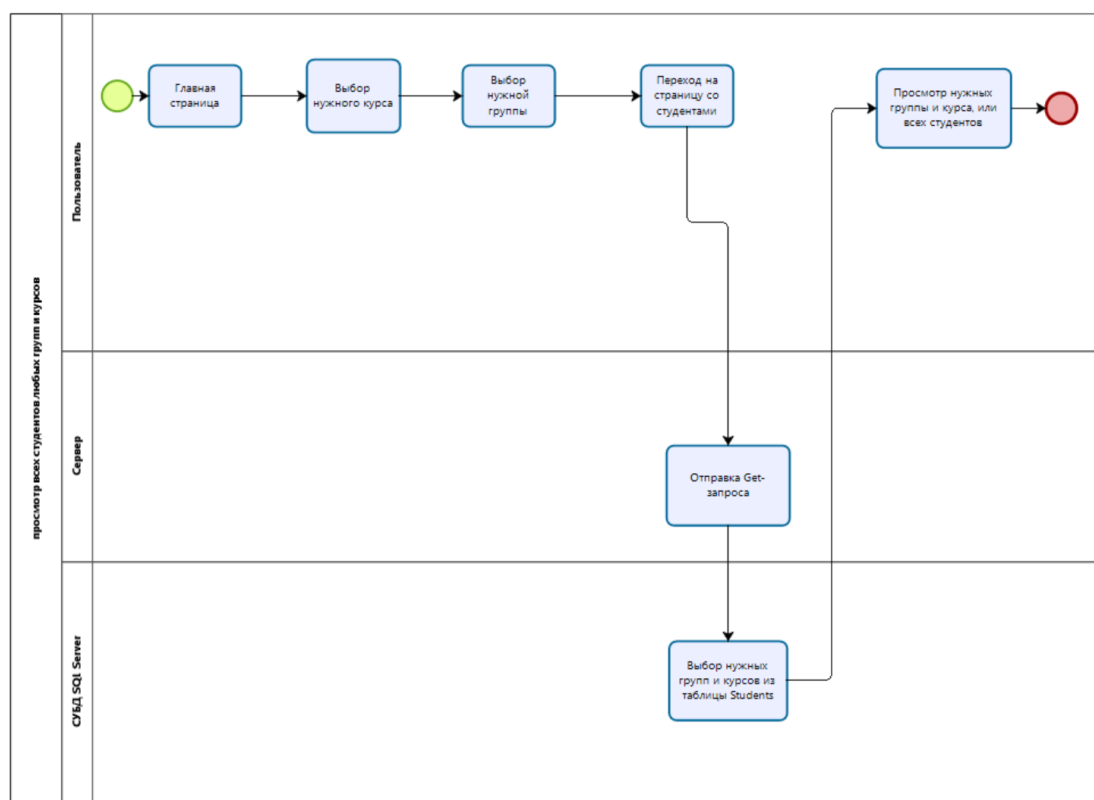 просмотр всех студентов любых групп и курсов
Пользователь
Главная
страница
Выбор
нужного курса
Выбор
нужной
группы
Переход на
страницу со
студентами
Просмотр нужных
группы и курса, или
всех студентов
Сервер
Отправка Get-
запроса
СУБД SQL Server
Выбор нужных
групп и курсов из
таблицы Students